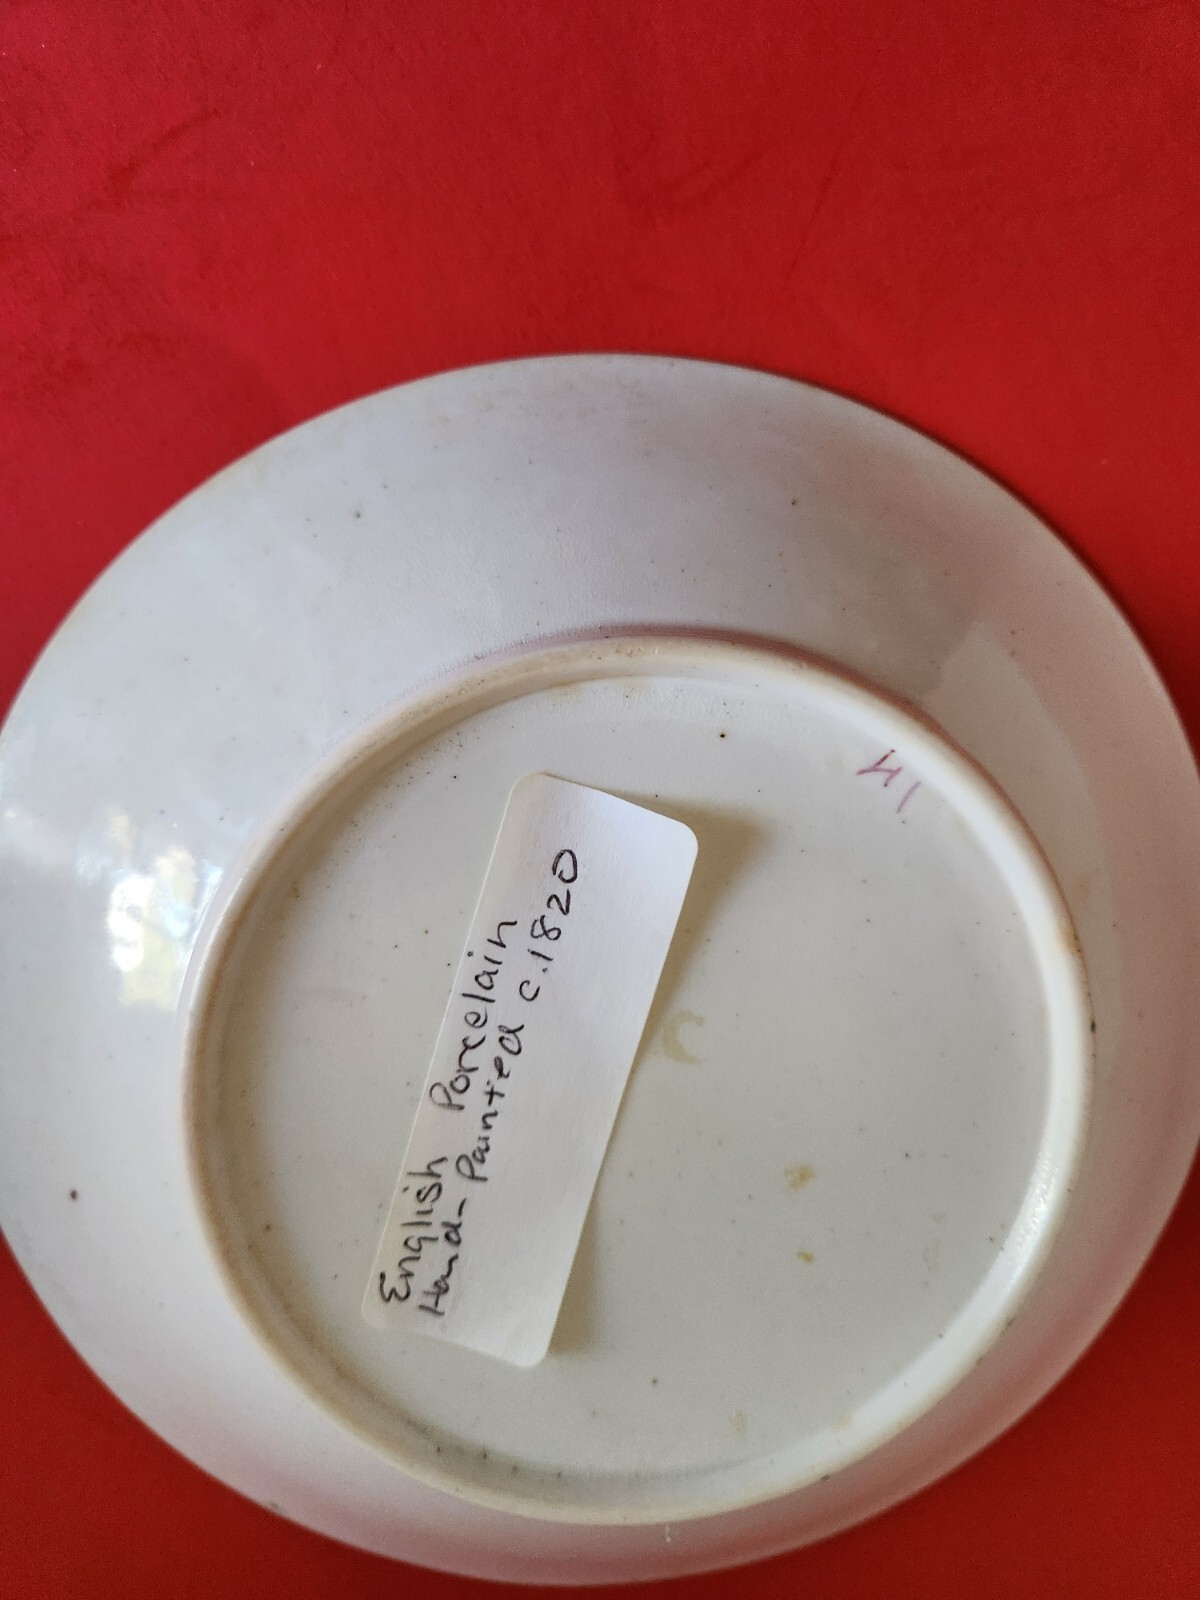 English Porcelain
Hand-Painted c.1820
41